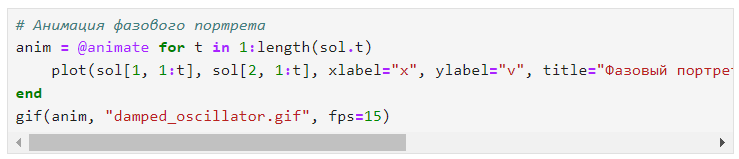 # Анимация фазового портрета
anim = @animate for t in 1:length(sol.t)
plot(sol[1, 1:t], sol[2, 1:t], xlabel="x", ylabel="v", title="Фазовый портрет
end
gif(anim, "damped_oscillator.gif", fps=15)